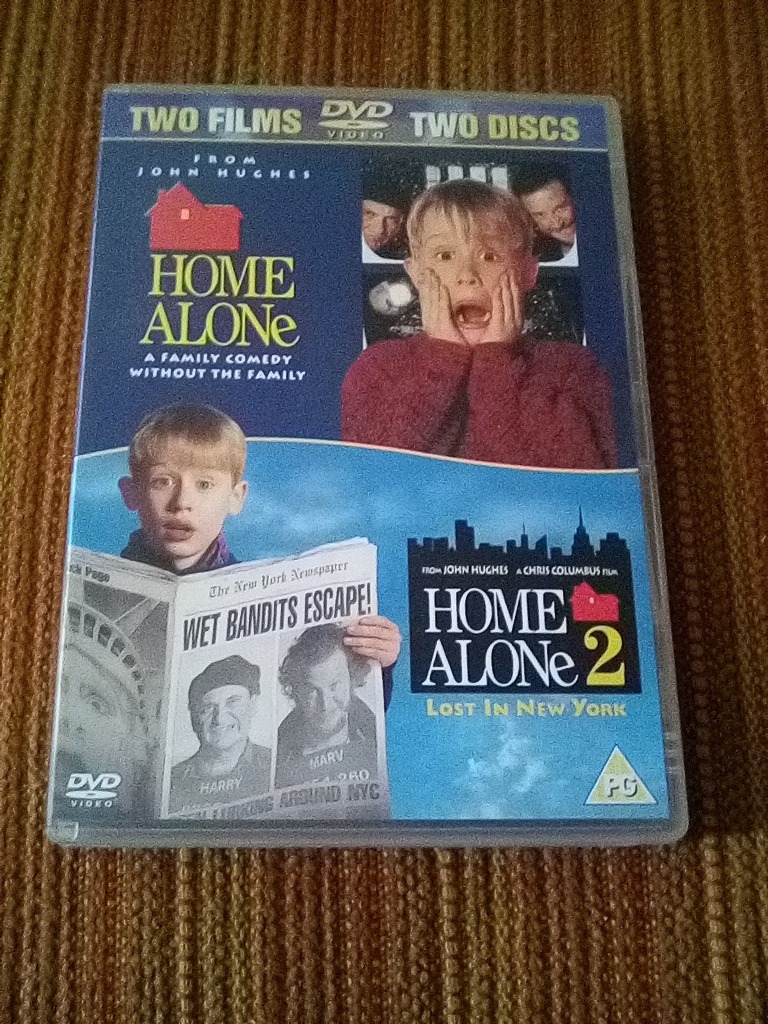 TWO FILMS DVD VIDEO TWO DISCS
FROM
JOHN HUGHES
HOME
ALONe
A FAMILY COMEDY
WITHOUT THE FAMILY
ck Page
The New York Newspaper
WET BANDITS ESCAPE!
HARRY
MARV
FROM JOHN HUGHES A CHRIS COLUMBUS FILM
HOME
ALONe 2
LOST IN NEW YORK
AROUND NYC
DVD
VIDEO
PG